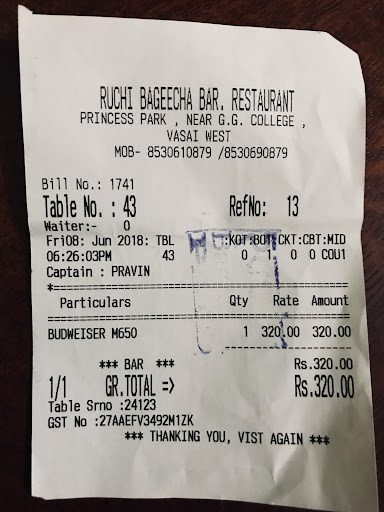 RUCHI BAGEECHA BAR. RESTAURANT
PRINCESS PARK , NEAR G.G. COLLEGE ,
VASAI WEST
MOB- 8530610879 /8530690879
Bill No.: 1741
Table No. : 43 RefNo: 13
Waiter:- 0
Fri08: Jun 2018: TBL :KOT:BOT:CKT:CBT:MID
06:26:03PM 43 0 1 0 0 COU1
Captain : PRAVIN
Particulars Qty Rate Amount
BUDWEISER M650 1 320.00 320.00
*** BAR *** Rs.320.00
1/1 GR.TOTAL => Rs.320.00
Table Srno :24123
GST No :27AAEFV3492M1ZK
*** THANKING YOU, VIST AGAIN ***